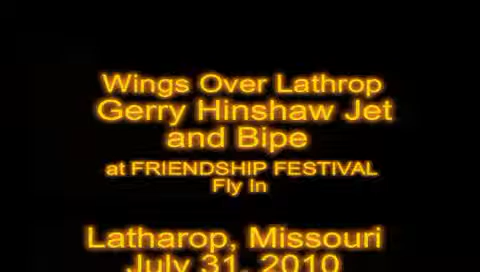 Wings Over Lathrop
Gerry Hinshaw Jet
and Bipe
at FRIENDSHIP FESTIVAL
Fly In
Latharop, Missouri
July 31, 2010